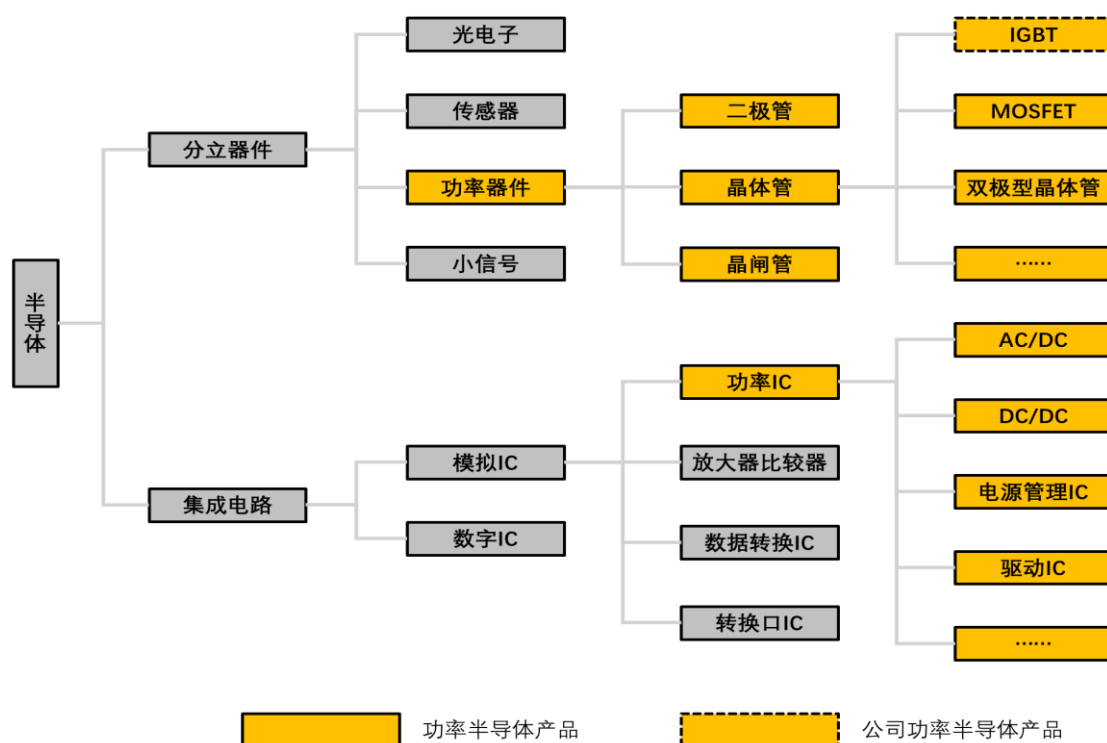 光电子
IGBT
传感器
二极管
MOSFET
分立器件
功率器件
晶体管
双极型晶体管
小信号
晶闸管
......
半导体
AC/DC
功率IC
DC/DC
模拟IC
放大器比较器
集成电路
电源管理IC
数字IC
数据转换IC
驱动IC
转换口IC
......
功率半导体产品
公司功率半导体产品